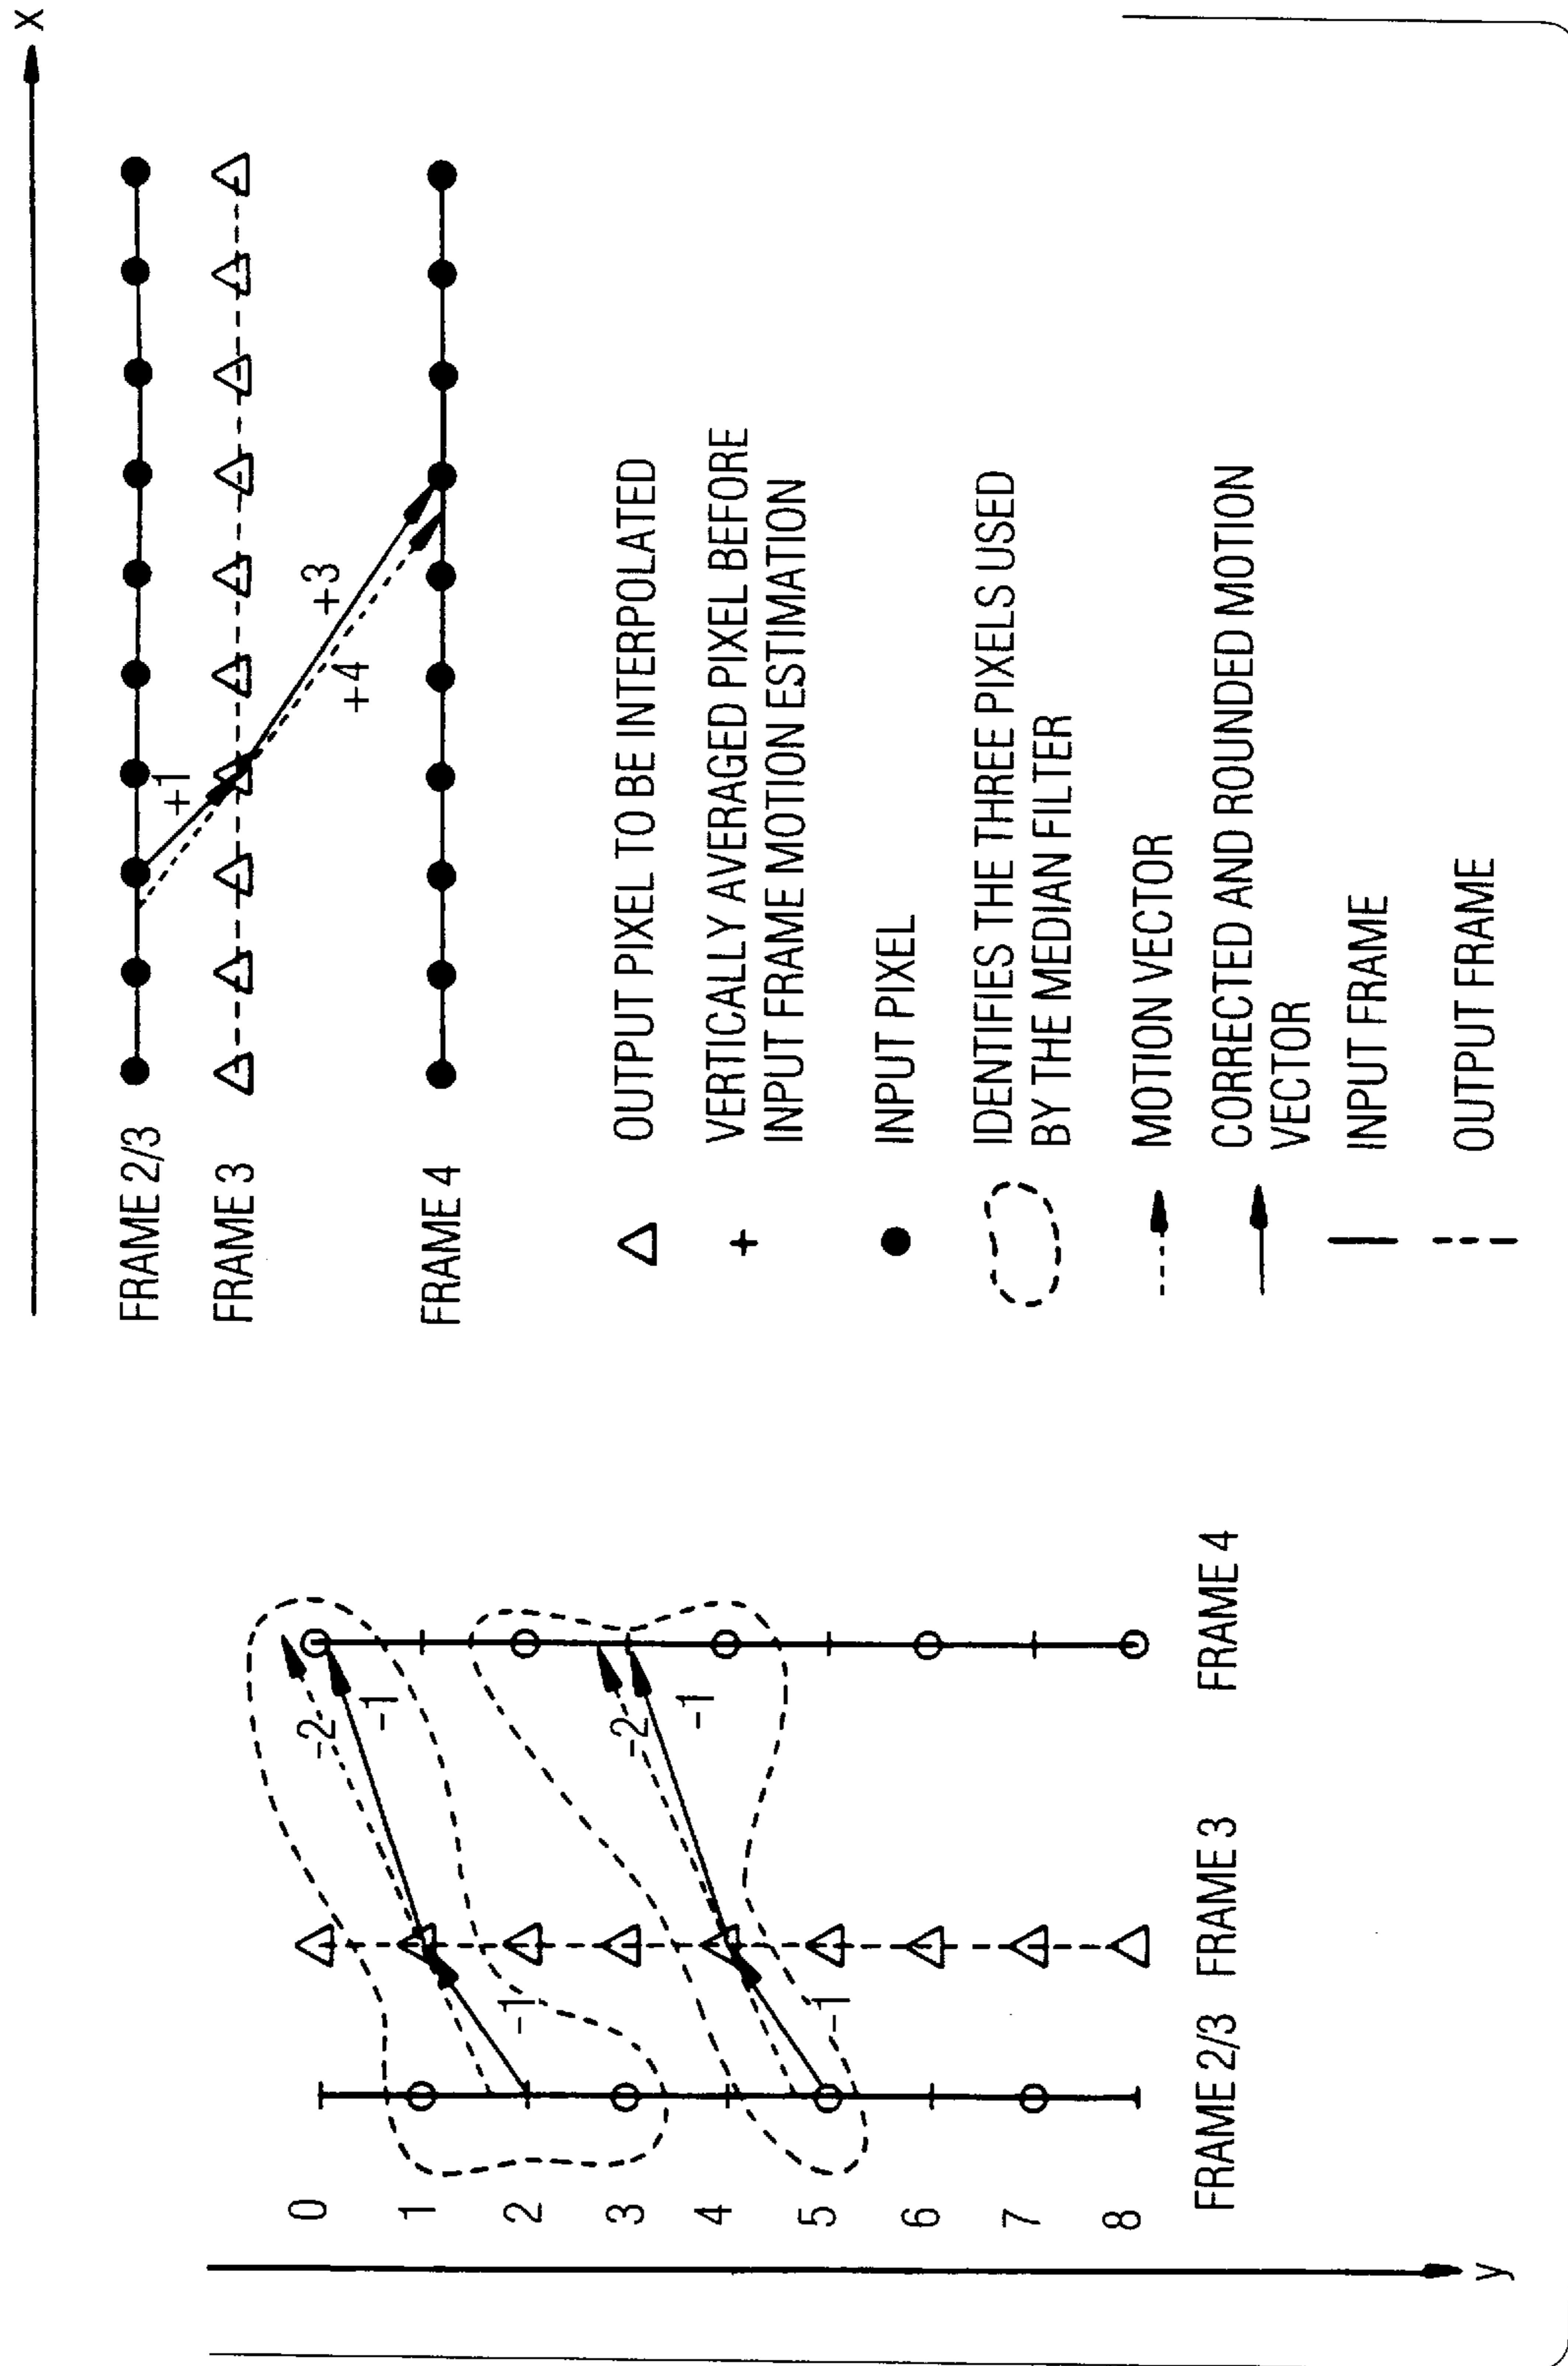 x
FRAME 2/3
FRAME 3
FRAME 4
+1
+3
+4
OUTPUT PIXEL TO BE INTERPOLATED
VERTICALLY AVERAGED PIXEL BEFORE
INPUT FRAME MOTION ESTIMATION
INPUT PIXEL
IDENTIFIES THE THREE PIXELS USED
BY THE MEDIAN FILTER
MOTION VECTOR
CORRECTED AND ROUNDED MOTION
VECTOR
INPUT FRAME
OUTPUT FRAME
0
1
2
3
4
5
6
7
8
-2
-1
-1
-2
-1
-1
FRAME 2/3 FRAME 3 FRAME 4
y